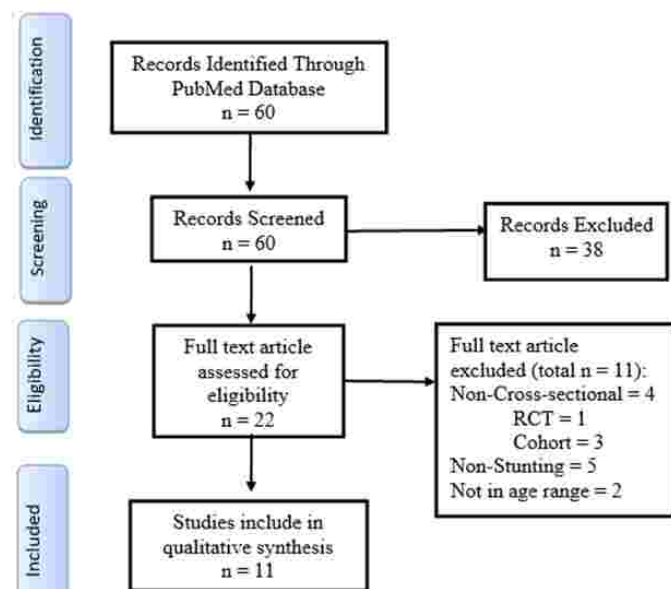 Identification
Records Identified Through
PubMed Database
n = 60
Screening
Records Screened
n = 60
Records Excluded
n = 38
Eligibility
Full text article
assessed for
eligibility
n = 22
Full text article
excluded (total n = 11):
Non-Cross-sectional = 4
RCT = 1
Cohort = 3
Non-Stunting = 5
Not in age range = 2
Included
Studies include in
qualitative synthesis
n = 11